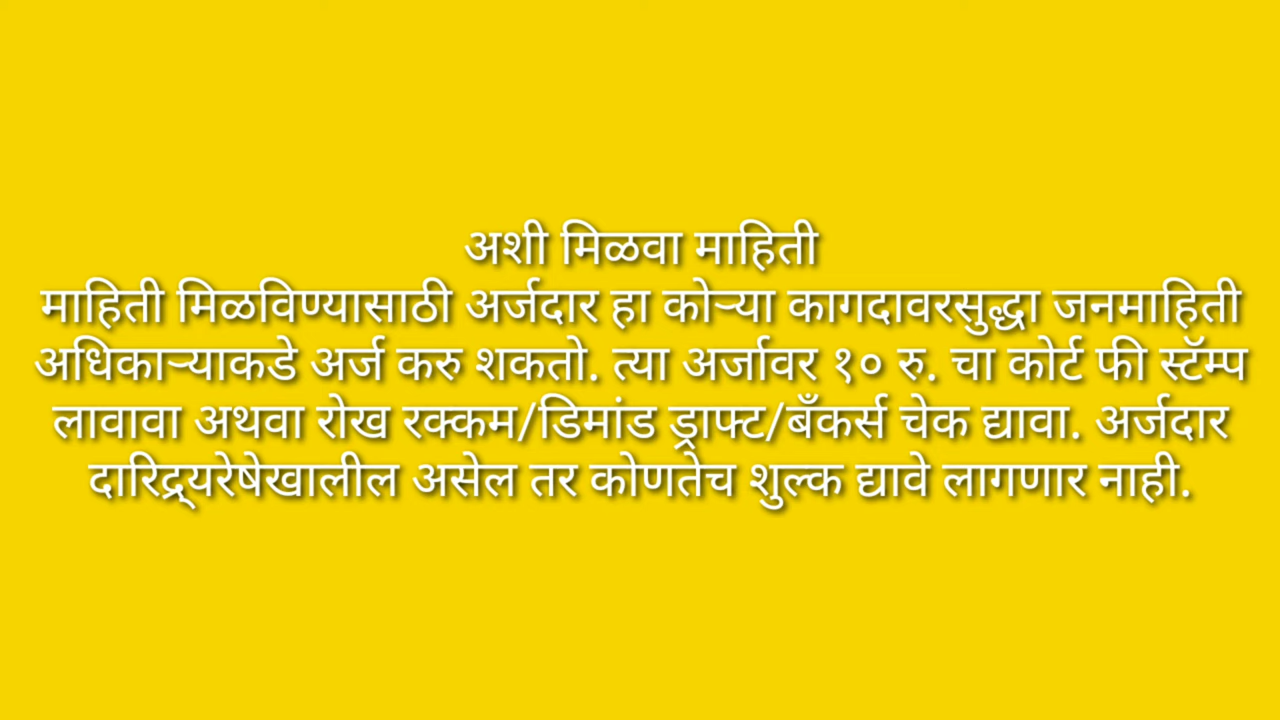 अशी मिळवा माहिती
माहिती मिळविण्यासाठी अर्जदार हा कोऱ्या कागदावरसुद्धा जनमाहिती
अधिकाऱ्याकडे अर्ज करु शकतो. त्या अर्जावर १० रु. चा कोर्ट फी स्टॅम्प
लावावा अथवा रोख रक्कम/डिमांड ड्राफ्ट/बँकर्स चेक द्यावा. अर्जदार
दारिद्र्यरेषेखालील असेल तर कोणतेच शुल्क द्यावे लागणार नाही.